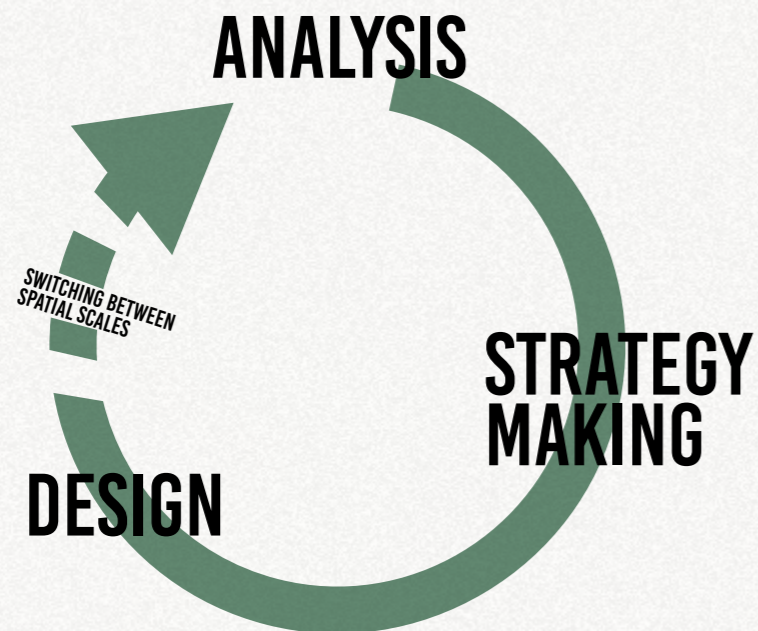 ANALYSIS
SWITCHING BETWEEN
SPATIAL SCALES
STRATEGY
MAKING
DESIGN